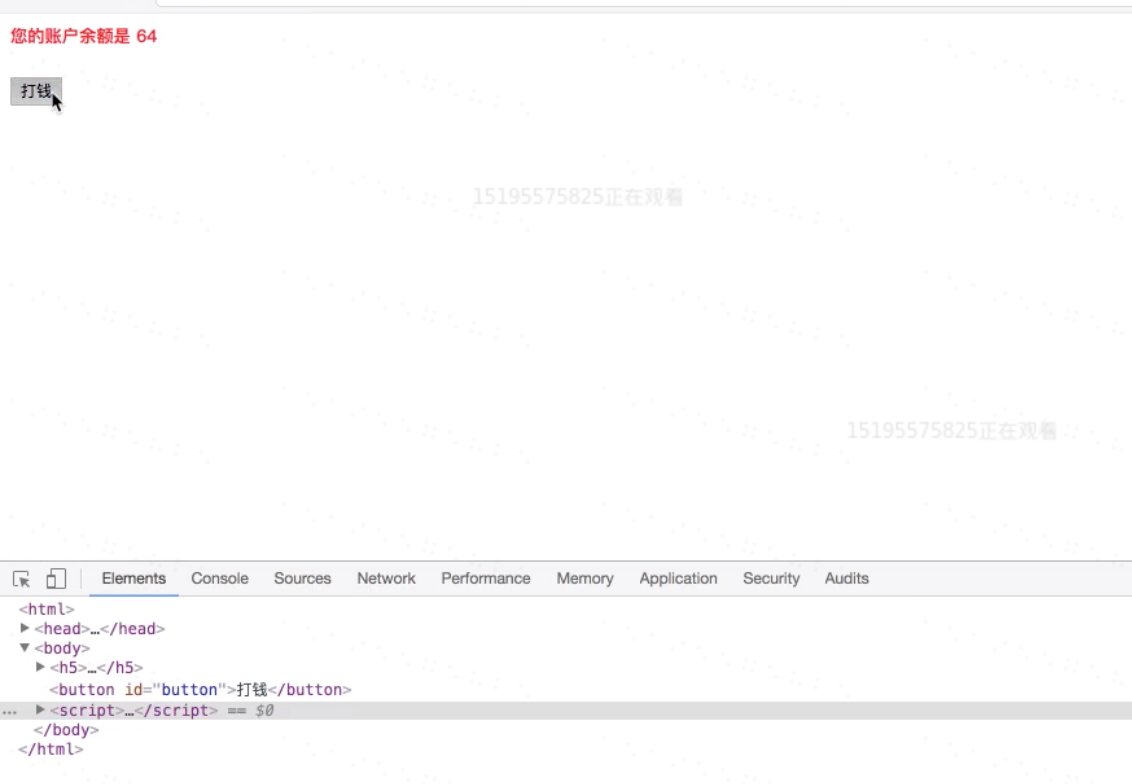 您的账户余额是 64
打钱
15195575825正在观看
15195575825正在观看
Elements Console Sources Network Performance Memory Application Security Audits
<html>
<head>…</head>
<body>
<h5>…</h5>
<button id="button">打钱</button>
… <script>…</script> == $0
</body>
</html>